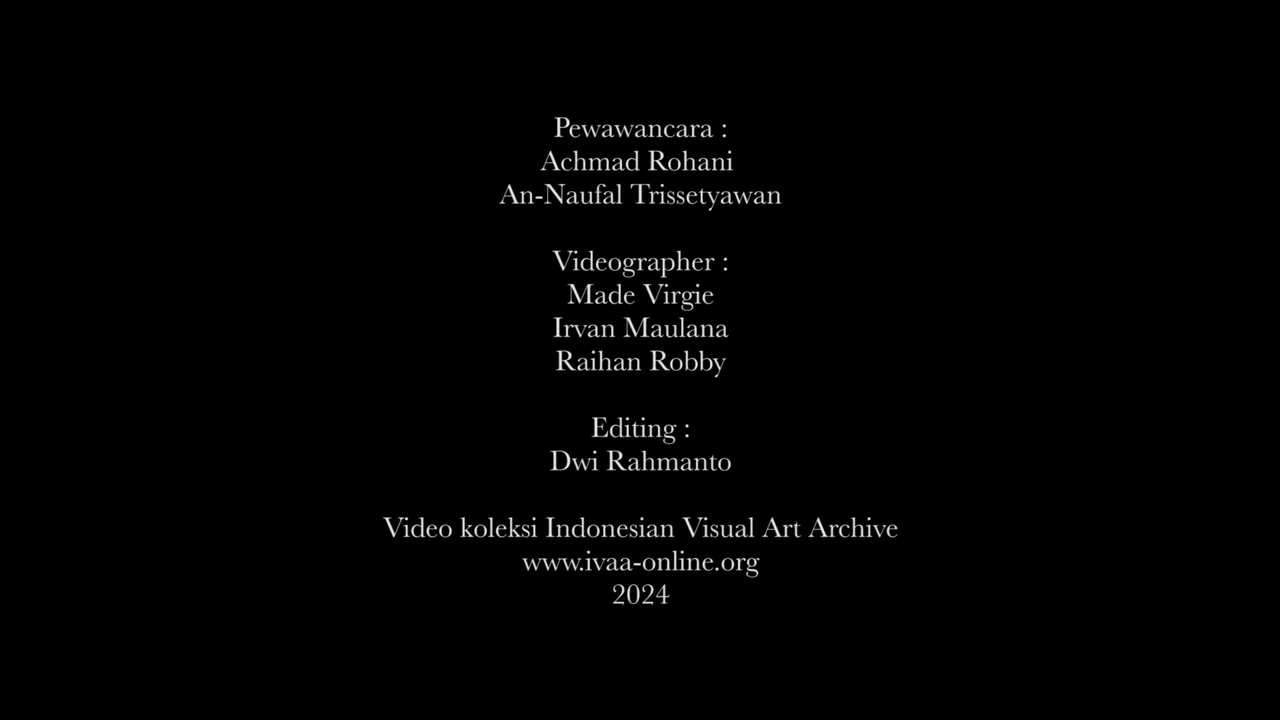 Pewawancara :
Achmad Rohani
An-Naufal Trissetyawan
Videographer :
Made Virgie
Irvan Maulana
Raihan Robby
Editing :
Dwi Rahmanto
Video koleksi Indonesian Visual Art Archive
www.ivaa-online.org
2024